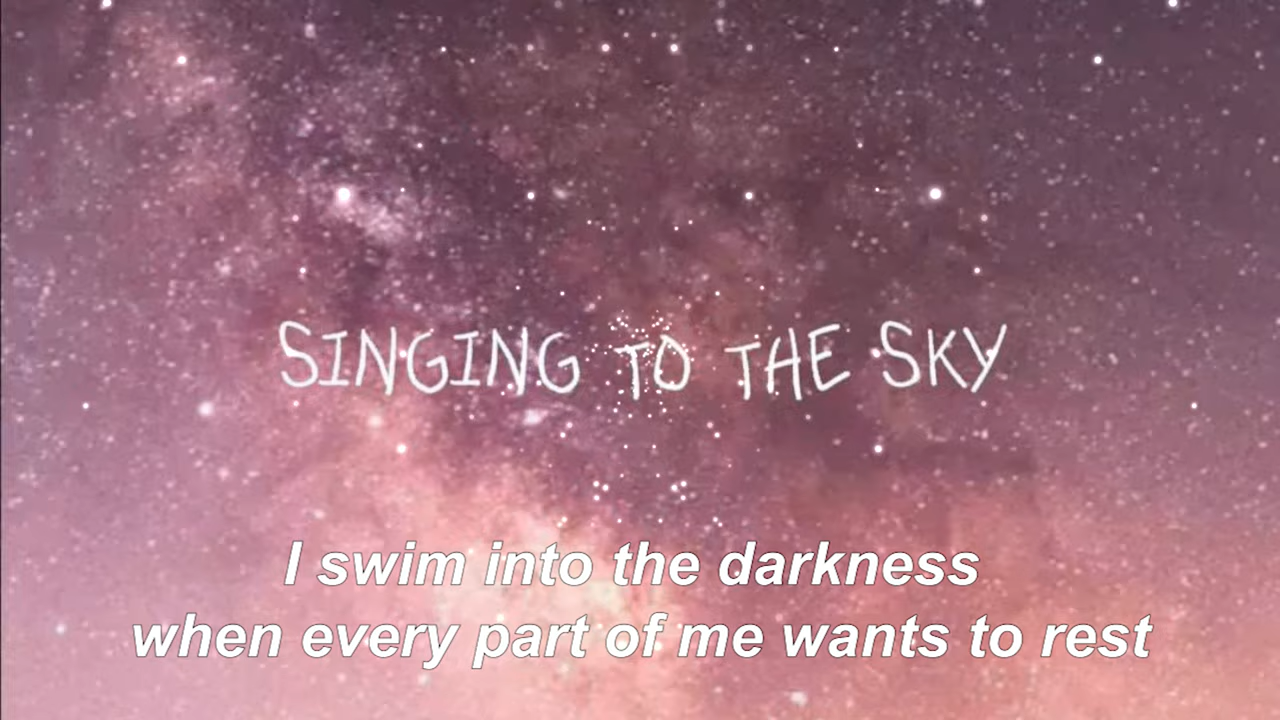 SINGING TO THE SKY
I swim into the darkness
when every part of me wants to rest